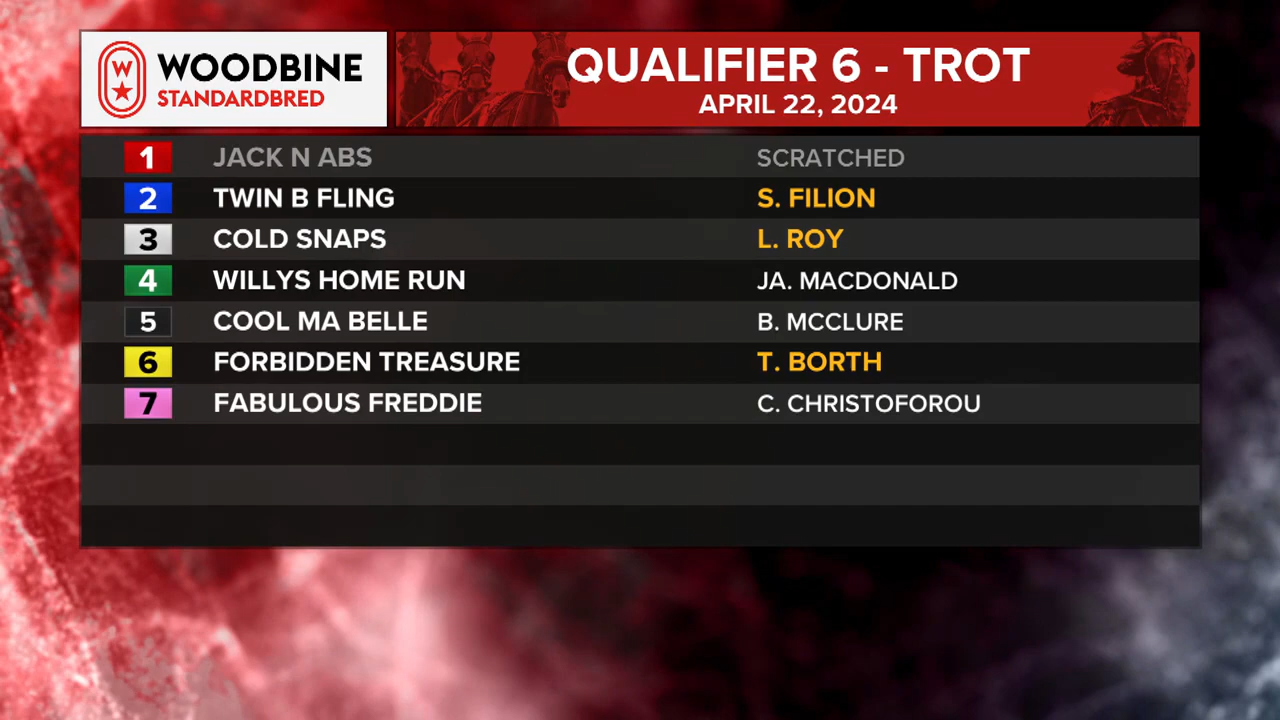 W
WOODBINE
STANDARDBRED
QUALIFIER 6 - TROT
APRIL 22, 2024
1 JACK N ABS SCRATCHED
2 TWIN B FLING S. FILION
3 COLD SNAPS L. ROY
4 WILLYS HOME RUN JA. MACDONALD
5 COOL MA BELLE B. MCCLURE
6 FORBIDDEN TREASURE T. BORTH
7 FABULOUS FREDDIE C. CHRISTOFOROU